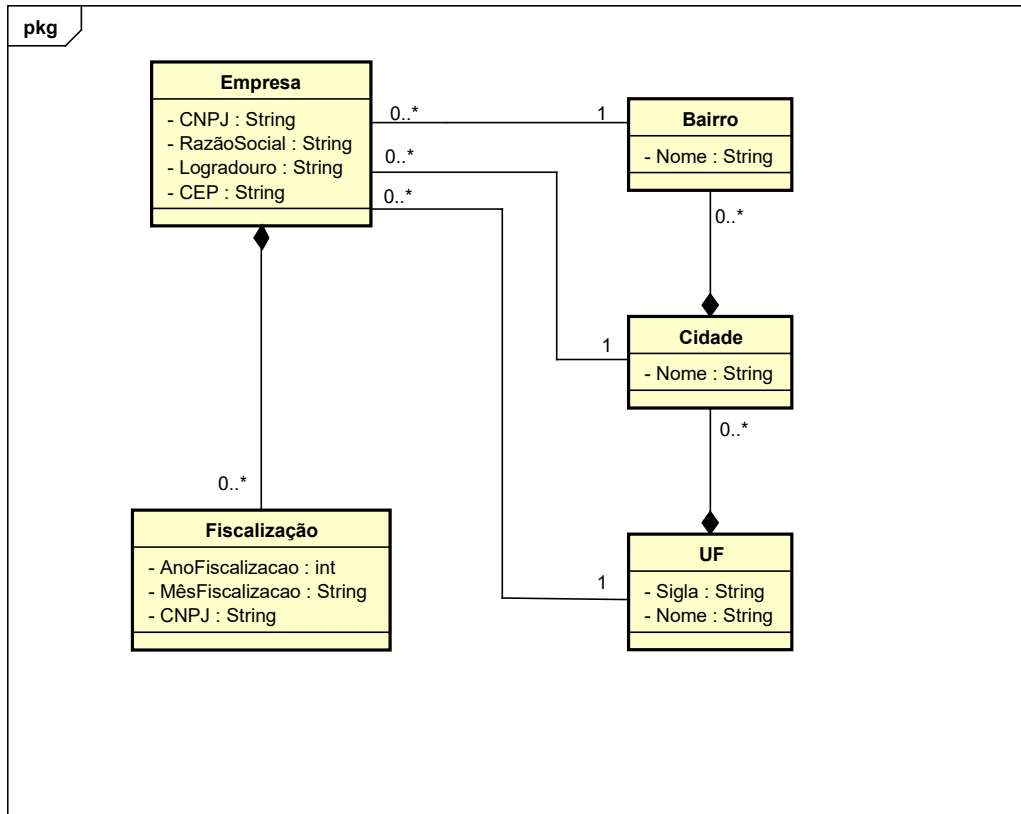 pkg
Empresa
- CNPJ : String
- RazãoSocial : String
- Logradouro : String
- CEP : String
0..*
1
0..*
0..*
Bairro
- Nome : String
0..*
1
Cidade
- Nome : String
0..*
0..*
Fiscalização
- AnoFiscalizacao : int
- MêsFiscalizacao : String
- CNPJ : String
1
UF
- Sigla : String
- Nome : String